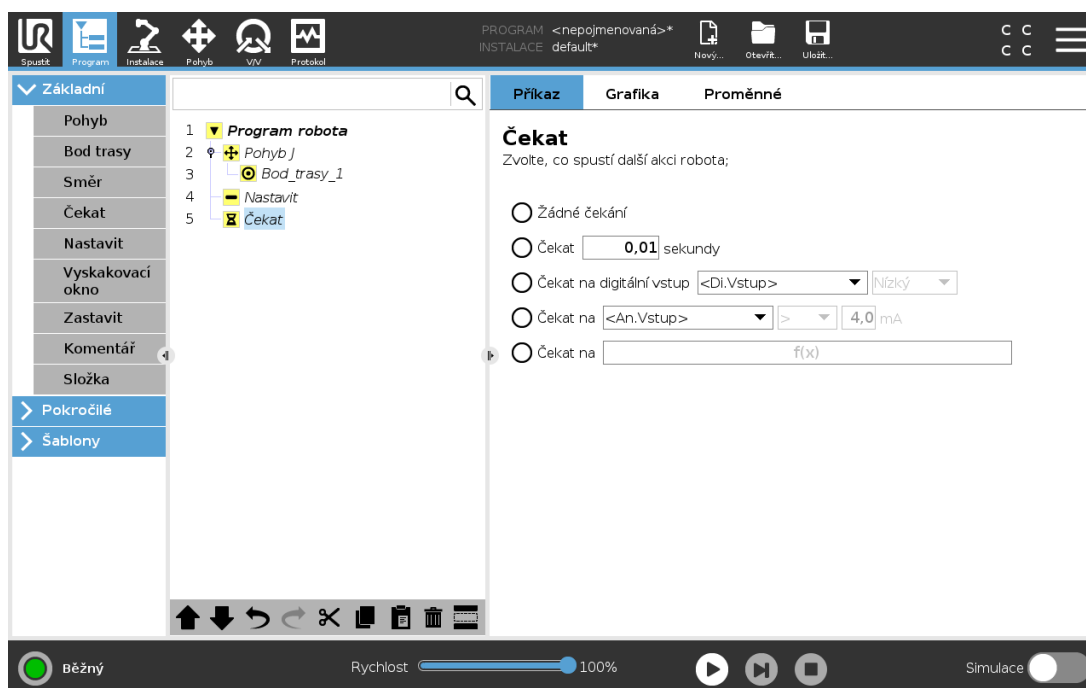 UR
Spustit
Program
Instalace
Pohyb
V/V
Protokol
PROGRAM <nepojmenovaná>*
INSTALACE default*
Nový...
Otevřít...
Uložit...
C C
C C
Základní
Pohyb
Bod trasy
Směr
Čekat
Nastavit
Vyskakovací
okno
Zastavit
Komentář
Složka
Pokročilé
Šablony
1 Program robota
2 Pohyb J
3 Bod_trasy_1
4 Nastavit
5 Čekat
Příkaz Grafika Proměnné
Čekat
Zvolte, co spustí další akci robota;
Žádné čekání
Čekat 0,01 sekundy
Čekat na digitální vstup <Di.Vstup> Nízký
Čekat na <An.Vstup> > 4,0 mA
Čekat na f(x)
Běžný
Rychlost 100%
Simulace